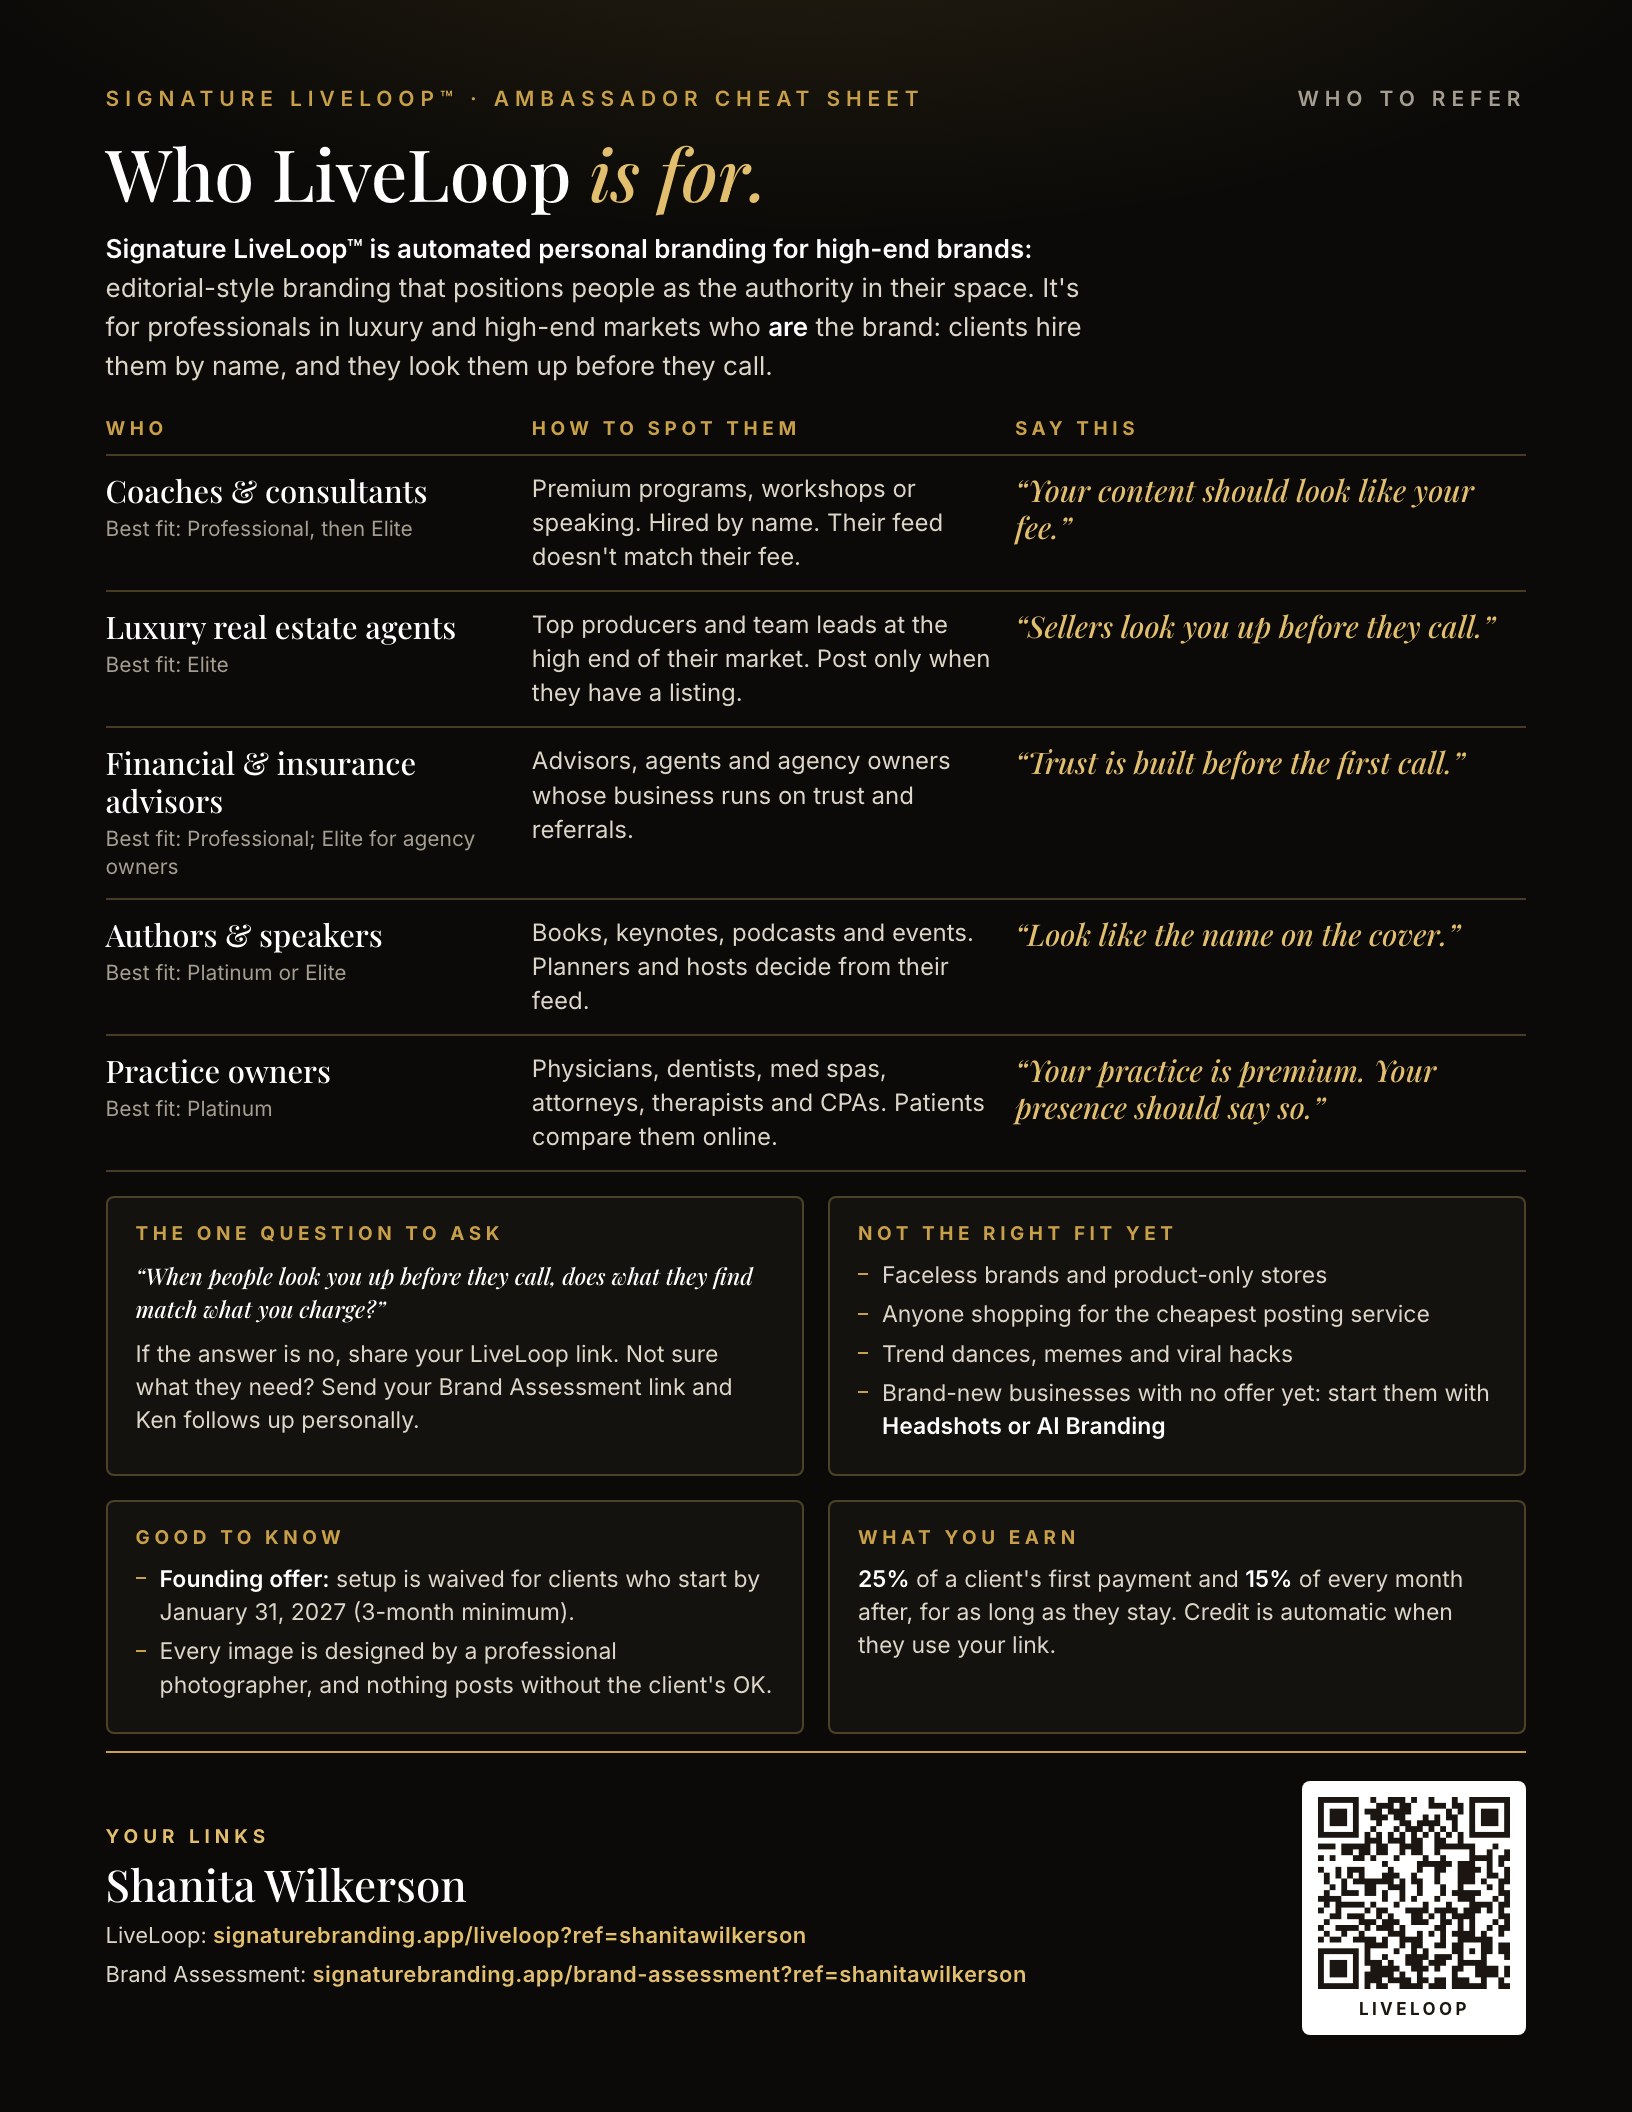 SIGNATURE LIVELOOP™ · AMBASSADOR CHEAT SHEET
WHO TO REFER
Who LiveLoop is for.
Signature LiveLoop™ is automated personal branding for high-end brands:
editorial-style branding that positions people as the authority in their space. It's
for professionals in luxury and high-end markets who are the brand: clients hire
them by name, and they look them up before they call.
WHO
HOW TO SPOT THEM
SAY THIS
Coaches & consultants
Best fit: Professional, then Elite
Premium programs, workshops or
speaking. Hired by name. Their feed
doesn't match their fee.
“Your content should look like your
fee.”
Luxury real estate agents
Best fit: Elite
Top producers and team leads at the
high end of their market. Post only when
they have a listing.
“Sellers look you up before they call.”
Financial & insurance
advisors
Best fit: Professional; Elite for agency
owners
Advisors, agents and agency owners
whose business runs on trust and
referrals.
“Trust is built before the first call.”
Authors & speakers
Best fit: Platinum or Elite
Books, keynotes, podcasts and events.
Planners and hosts decide from their
feed.
“Look like the name on the cover.”
Practice owners
Best fit: Platinum
Physicians, dentists, med spas,
attorneys, therapists and CPAs. Patients
compare them online.
“Your practice is premium. Your
presence should say so.”
THE ONE QUESTION TO ASK
“When people look you up before they call, does what they find
match what you charge?”
If the answer is no, share your LiveLoop link. Not sure
what they need? Send your Brand Assessment link and
Ken follows up personally.
NOT THE RIGHT FIT YET
– Faceless brands and product-only stores
– Anyone shopping for the cheapest posting service
– Trend dances, memes and viral hacks
– Brand-new businesses with no offer yet: start them with
Headshots or AI Branding
GOOD TO KNOW
– Founding offer: setup is waived for clients who start by
January 31, 2027 (3-month minimum).
– Every image is designed by a professional
photographer, and nothing posts without the client's OK.
WHAT YOU EARN
25% of a client's first payment and 15% of every month
after, for as long as they stay. Credit is automatic when
they use your link.
YOUR LINKS
Shanita Wilkerson
LiveLoop: signaturebranding.app/liveloop?ref=shanitawilkerson
Brand Assessment: signaturebranding.app/brand-assessment?ref=shanitawilkerson
LIVELOOP